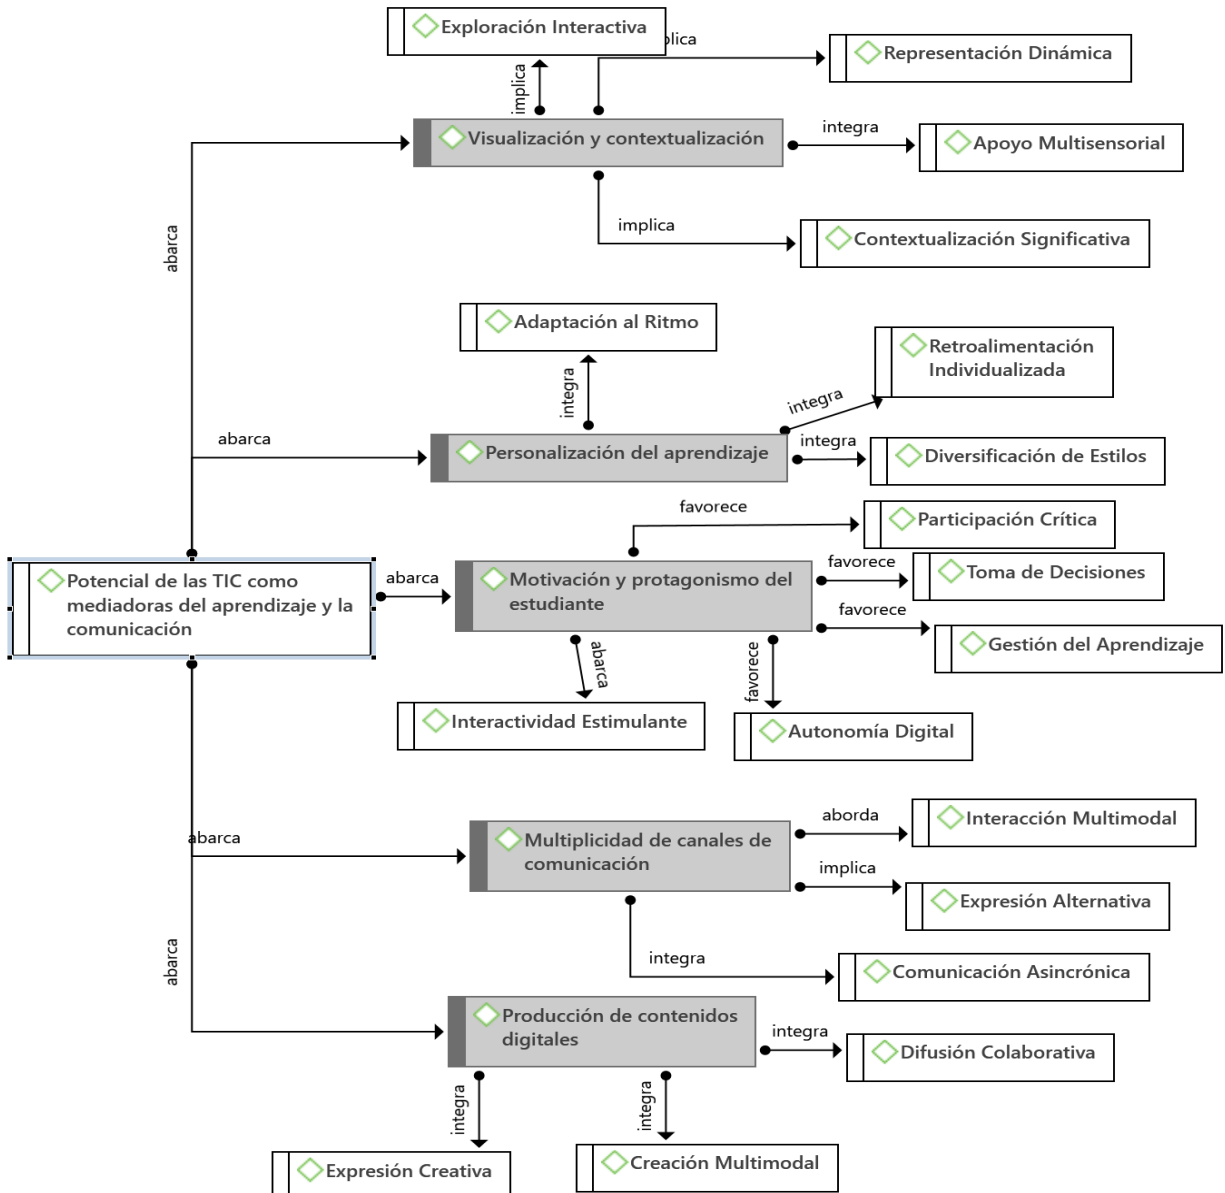 Exploración Interactiva
implica
Representación Dinámica
implica
Visualización y contextualización
integra
Apoyo Multisensorial
abarca
implica
Contextualización Significativa
Adaptación al Ritmo
Retroalimentación
Individualizada
integra
integra
abarca
Personalización del aprendizaje
integra
Diversificación de Estilos
favorece
Participación Crítica
Potencial de las TIC como
mediadoras del aprendizaje y la
comunicación
abarca
Motivación y protagonismo del
estudiante
favorece
Toma de Decisiones
favorece
Gestión del Aprendizaje
abarca
favorece
Interactividad Estimulante
Autonomía Digital
abarca
Multiplicidad de canales de
comunicación
aborda
Interacción Multimodal
implica
Expresión Alternativa
integra
Comunicación Asincrónica
abarca
Producción de contenidos
digitales
integra
Difusión Colaborativa
integra
integra
Expresión Creativa
Creación Multimodal